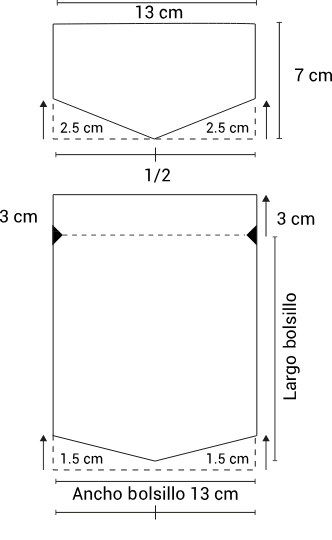 13 cm
7 cm
2.5 cm
2.5 cm
1/2
3 cm
3 cm
Largo bolsillo
1.5 cm
1.5 cm
Ancho bolsillo 13 cm